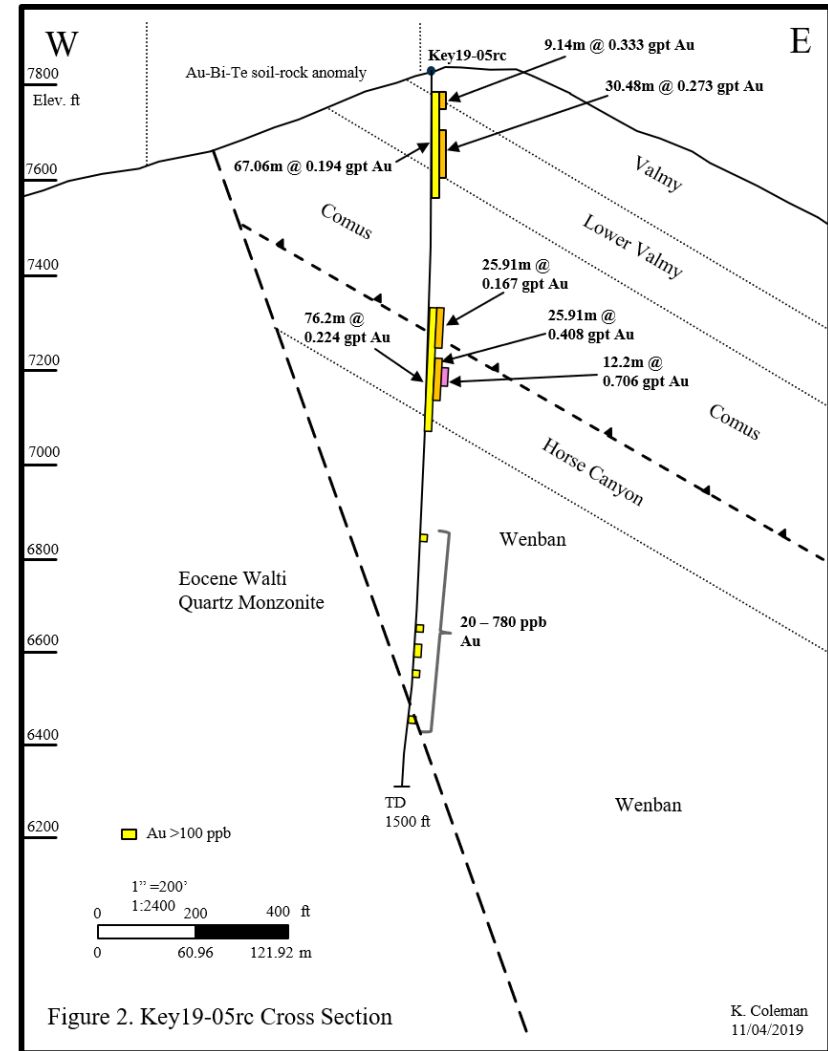 W
E
Key19-05rc
9.14m @ 0.333 gpt Au
Au-Bi-Te soil-rock anomaly
7800
Elev. ft
30.48m @ 0.273 gpt Au
67.06m @ 0.194 gpt Au
7600
Valmy
Comus
Lower Valmy
7400
25.91m @
0.167 gpt Au
76.2m @
0.224 gpt Au
25.91m @
0.408 gpt Au
12.2m @
0.706 gpt Au
7200
Comus
7000
Horse Canyon
6800
Wenban
Eocene Walti
Quartz Monzonite
20 – 780 ppb
Au
6600
6400
TD
1500 ft
Wenban
6200
Au >100 ppb
1” =200’
1:2400
0 200 400 ft
0 60.96 121.92 m
Figure 2. Key19-05rc Cross Section
K. Coleman
11/04/2019